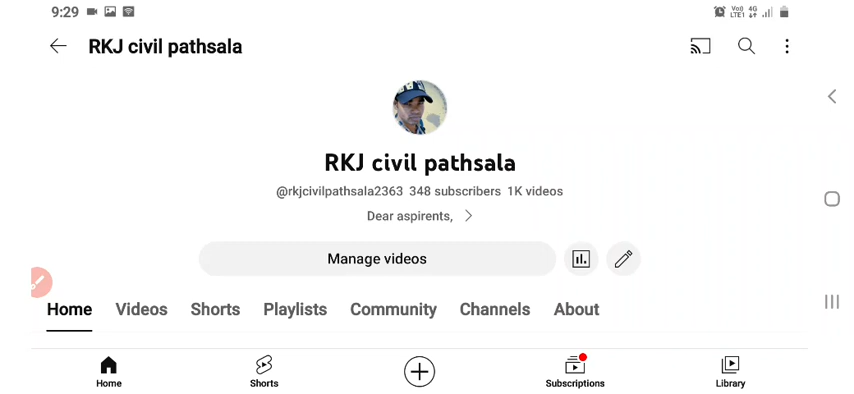 9:29 Vo) 4G LTE1
RKJ civil pathsala
RKJ civil pathsala
@rkjcivilpathsala2363 348 subscribers 1K videos
Dear aspirents,
Manage videos
Home Videos Shorts Playlists Community Channels About
Home Shorts Subscriptions Library